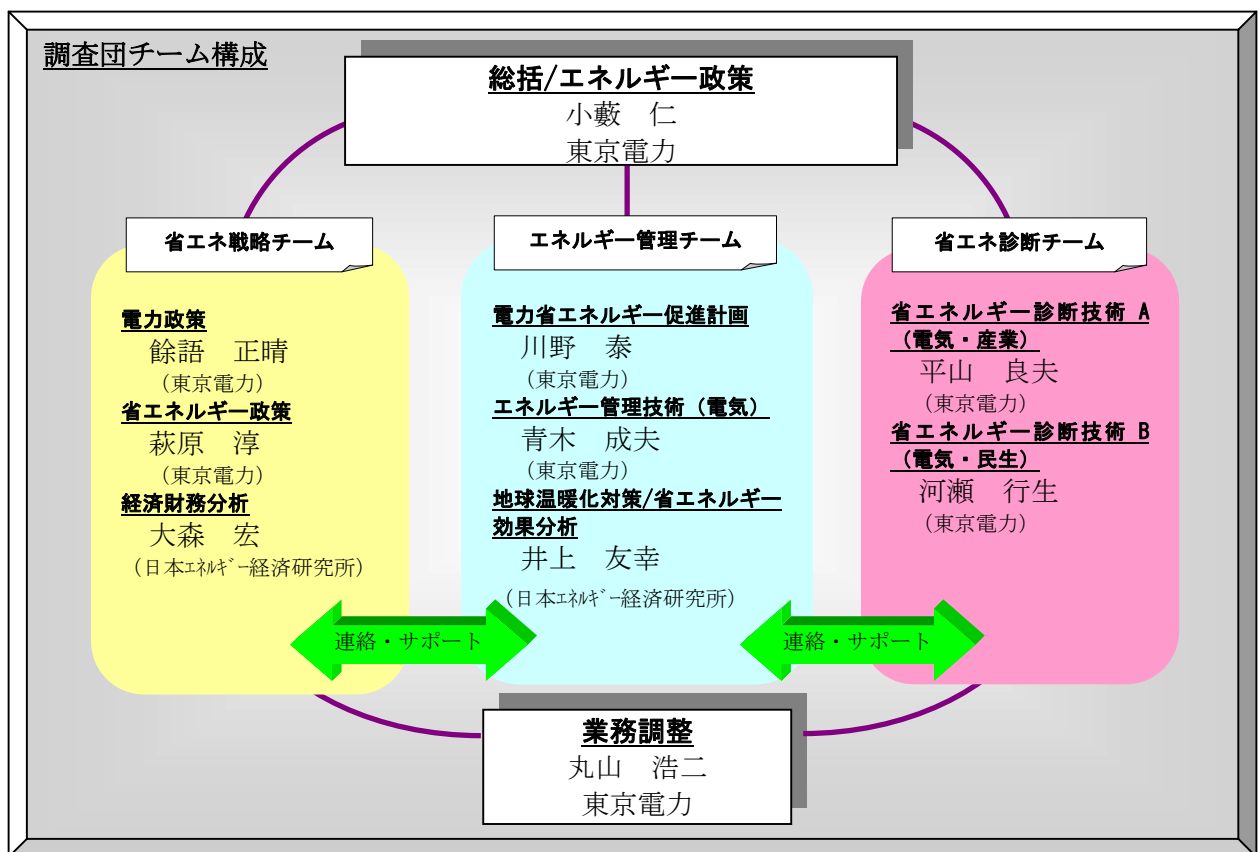 調査団チーム構成
総括/エネルギー政策
小藪　仁
東京電力
省エネ戦略チーム
電力政策
餘語　正晴
（東京電力）
省エネルギー政策
萩原　淳
（東京電力）
経済財務分析
大森　宏
（日本ｴﾈﾙｷﾞｰ経済研究所）
エネルギー管理チーム
電力省エネルギー促進計画
川野　泰
（東京電力）
エネルギー管理技術（電気）
青木　成夫
（東京電力）
地球温暖化対策/省エネルギー
効果分析
井上　友幸
（日本ｴﾈﾙｷﾞｰ経済研究所）
省エネ診断チーム
省エネルギー診断技術 A
（電気・産業）
平山　良夫
（東京電力）
省エネルギー診断技術 B
（電気・民生）
河瀬　行生
（東京電力）
連絡・サポート
連絡・サポート
業務調整
丸山　浩二
東京電力